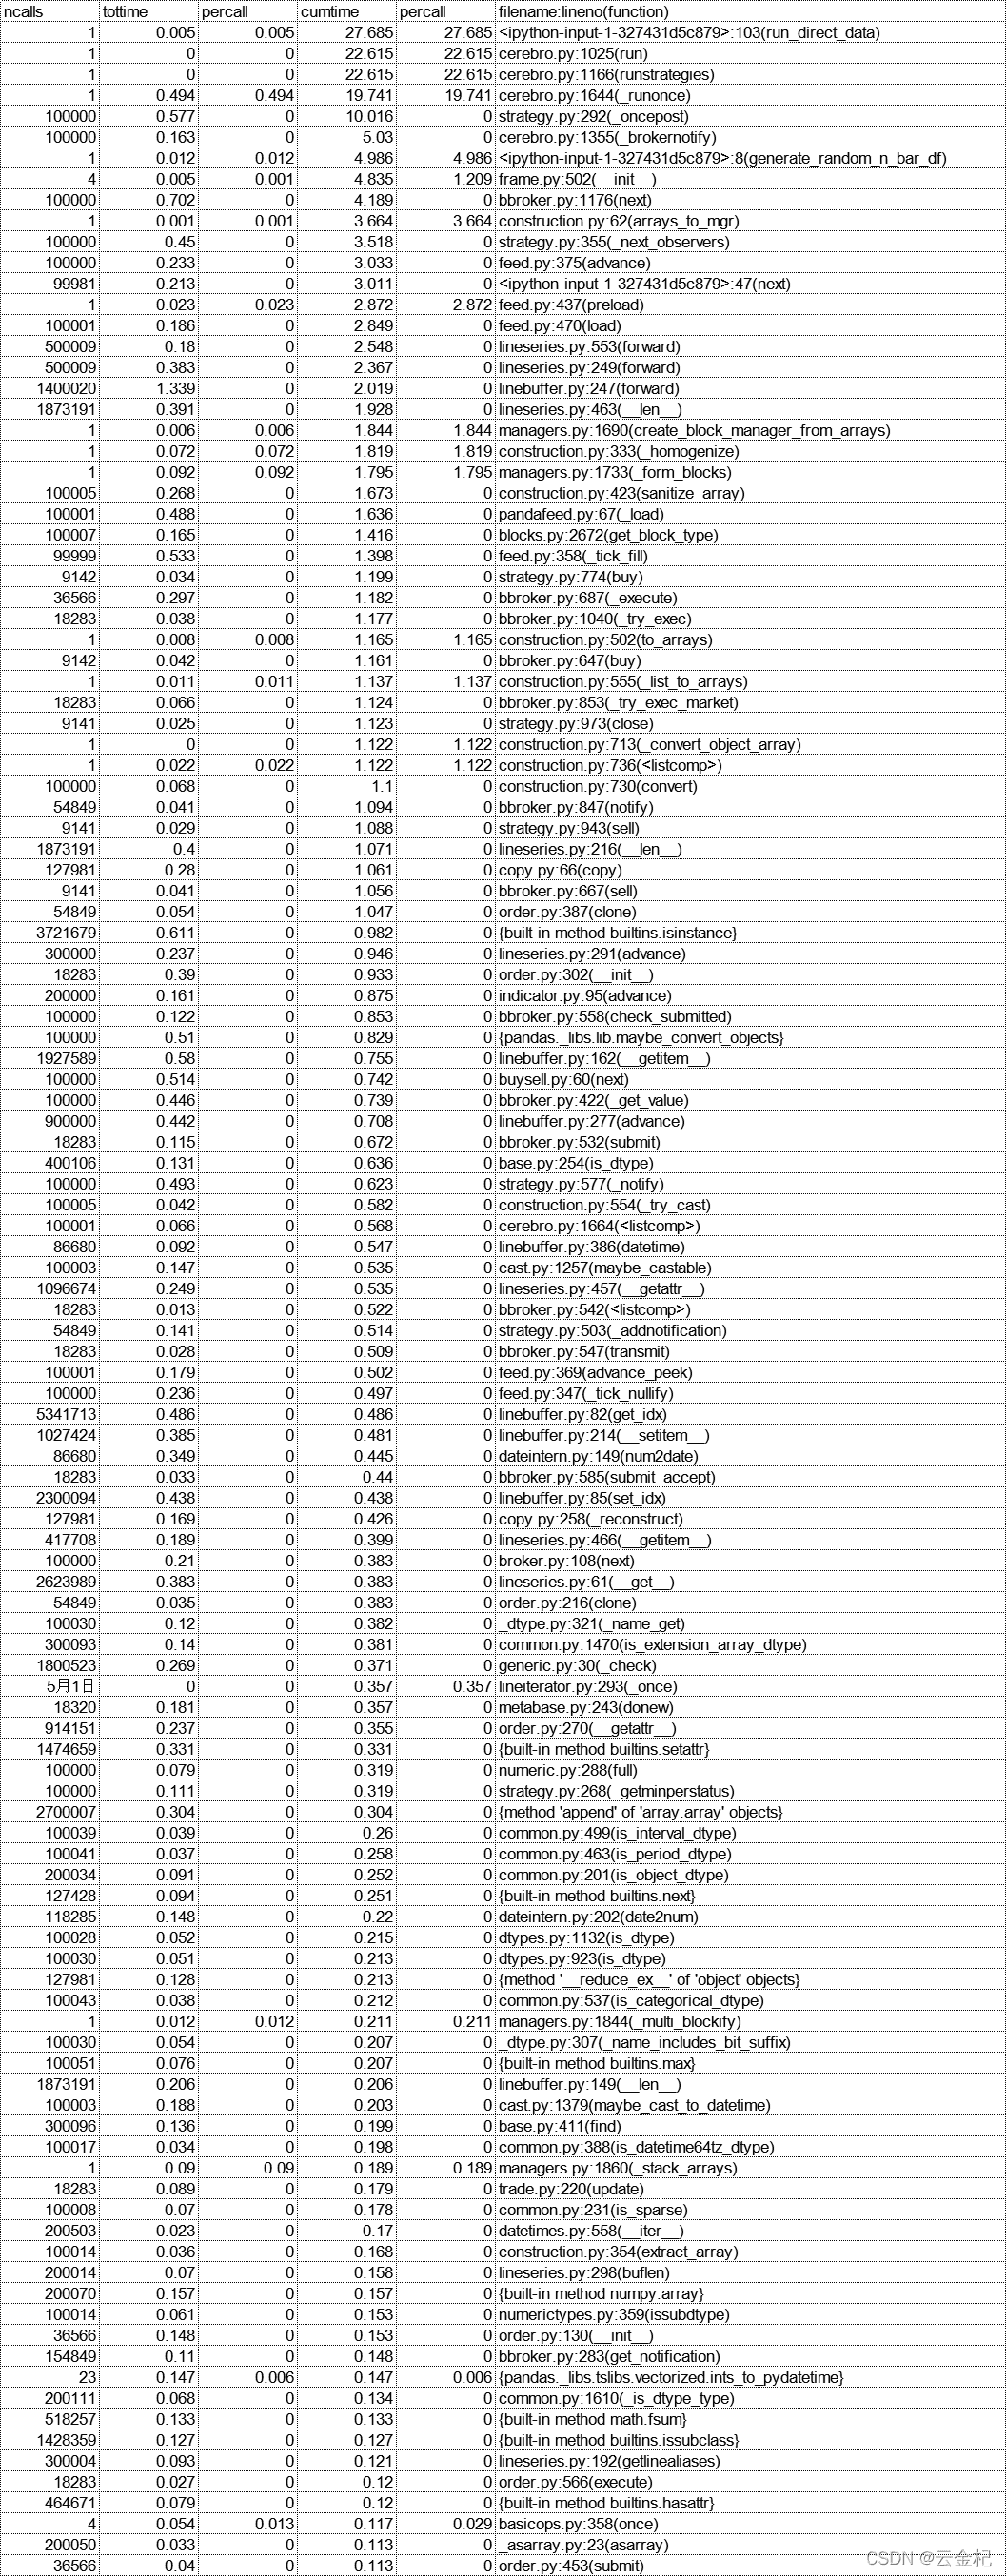 ncalls tottime percall cumtime percall filename:lineno(function)
1 0.005 0.005 27.685 27.685 <ipython-input-1-327431d5c879>:103(run_direct_data)
1 0 0 22.615 22.615 cerebro.py:1025(run)
1 0 0 22.615 22.615 cerebro.py:1166(runstrategies)
1 0.494 0.494 19.741 19.741 cerebro.py:1644(_runonce)
100000 0.577 0 10.016 0 strategy.py:292(_oncepost)
100000 0.163 0 5.03 0 cerebro.py:1355(_brokernotify)
1 0.012 0.012 4.986 4.986 <ipython-input-1-327431d5c879>:8(generate_random_n_bar_df)
4 0.005 0.001 4.835 1.209 frame.py:502(__init__)
100000 0.702 0 4.189 0 bbroker.py:1176(next)
1 0.001 0.001 3.664 3.664 construction.py:62(arrays_to_mgr)
100000 0.45 0 3.518 0 strategy.py:355(_next_observers)
100000 0.233 0 3.033 0 feed.py:375(advance)
99981 0.213 0 3.011 0 <ipython-input-1-327431d5c879>:47(next)
1 0.023 0.023 2.872 2.872 feed.py:437(preload)
100001 0.186 0 2.849 0 feed.py:470(load)
500009 0.18 0 2.548 0 lineseries.py:553(forward)
500009 0.383 0 2.367 0 lineseries.py:249(forward)
1400020 1.339 0 2.019 0 linebuffer.py:247(forward)
1873191 0.391 0 1.928 0 lineseries.py:463(__len__)
1 0.006 0.006 1.844 1.844 managers.py:1690(create_block_manager_from_arrays)
1 0.072 0.072 1.819 1.819 construction.py:333(_homogenize)
1 0.092 0.092 1.795 1.795 managers.py:1733(_form_blocks)
100005 0.268 0 1.673 0 construction.py:423(sanitize_array)
100001 0.488 0 1.636 0 pandafeed.py:67(_load)
100007 0.165 0 1.416 0 blocks.py:2672(get_block_type)
99999 0.533 0 1.398 0 feed.py:358(_tick_fill)
9142 0.034 0 1.199 0 strategy.py:774(buy)
36566 0.297 0 1.182 0 bbroker.py:687(_execute)
18283 0.038 0 1.177 0 bbroker.py:1040(_try_exec)
1 0.008 0.008 1.165 1.165 construction.py:502(to_arrays)
9142 0.042 0 1.161 0 bbroker.py:647(buy)
1 0.011 0.011 1.137 1.137 construction.py:555(_list_to_arrays)
18283 0.066 0 1.124 0 bbroker.py:853(_try_exec_market)
9141 0.025 0 1.123 0 strategy.py:973(close)
1 0 0 1.122 1.122 construction.py:713(_convert_object_array)
1 0.022 0.022 1.122 1.122 construction.py:736(<listcomp>)
100000 0.068 0 1.1 0 construction.py:730(convert)
54849 0.041 0 1.094 0 bbroker.py:847(notify)
9141 0.029 0 1.088 0 strategy.py:943(sell)
1873191 0.4 0 1.071 0 lineseries.py:216(__len__)
127981 0.28 0 1.061 0 copy.py:66(copy)
9141 0.041 0 1.056 0 bbroker.py:667(sell)
54849 0.054 0 1.047 0 order.py:387(clone)
3721679 0.611 0 0.982 0 {built-in method builtins.isinstance}
300000 0.237 0 0.946 0 lineseries.py:291(advance)
18283 0.39 0 0.933 0 order.py:302(__init__)
200000 0.161 0 0.875 0 indicator.py:95(advance)
100000 0.122 0 0.853 0 bbroker.py:558(check_submitted)
100000 0.51 0 0.829 0 {pandas._libs.lib.maybe_convert_objects}
1927589 0.58 0 0.755 0 linebuffer.py:162(__getitem__)
100000 0.514 0 0.742 0 buysell.py:60(next)
100000 0.446 0 0.739 0 bbroker.py:422(_get_value)
900000 0.442 0 0.708 0 linebuffer.py:277(advance)
18283 0.115 0 0.672 0 bbroker.py:532(submit)
400106 0.131 0 0.636 0 base.py:254(is_dtype)
100000 0.493 0 0.623 0 strategy.py:577(_notify)
100005 0.042 0 0.582 0 construction.py:554(_try_cast)
100001 0.066 0 0.568 0 cerebro.py:1664(<listcomp>)
86680 0.092 0 0.547 0 linebuffer.py:386(datetime)
100003 0.147 0 0.535 0 cast.py:1257(maybe_castable)
1096674 0.249 0 0.535 0 lineseries.py:457(__getattr__)
18283 0.013 0 0.522 0 bbroker.py:542(<listcomp>)
54849 0.141 0 0.514 0 strategy.py:503(_addnotification)
18283 0.028 0 0.509 0 bbroker.py:547(transmit)
100001 0.179 0 0.502 0 feed.py:369(advance_peek)
100000 0.236 0 0.497 0 feed.py:347(_tick_nullify)
5341713 0.486 0 0.486 0 linebuffer.py:82(get_idx)
1027424 0.385 0 0.481 0 linebuffer.py:214(__setitem__)
86680 0.349 0 0.445 0 dateintern.py:149(num2date)
18283 0.033 0 0.44 0 bbroker.py:585(submit_accept)
2300094 0.438 0 0.438 0 linebuffer.py:85(set_idx)
127981 0.169 0 0.426 0 copy.py:258(_reconstruct)
417708 0.189 0 0.399 0 lineseries.py:466(__getitem__)
100000 0.21 0 0.383 0 broker.py:108(next)
2623989 0.383 0 0.383 0 lineseries.py:61(__get__)
54849 0.035 0 0.383 0 order.py:216(clone)
100030 0.12 0 0.382 0 _dtype.py:321(_name_get)
300093 0.14 0 0.381 0 common.py:1470(is_extension_array_dtype)
1800523 0.269 0 0.371 0 generic.py:30(_check)
5月1日 0 0 0.357 0.357 lineiterator.py:293(_once)
18320 0.181 0 0.357 0 metabase.py:243(donew)
914151 0.237 0 0.355 0 order.py:270(__getattr__)
1474659 0.331 0 0.331 0 {built-in method builtins.setattr}
100000 0.079 0 0.319 0 numeric.py:288(full)
100000 0.111 0 0.319 0 strategy.py:268(_getminperstatus)
2700007 0.304 0 0.304 0 {method 'append' of 'array.array' objects}
100039 0.039 0 0.26 0 common.py:499(is_interval_dtype)
100041 0.037 0 0.258 0 common.py:463(is_period_dtype)
200034 0.091 0 0.252 0 common.py:201(is_object_dtype)
127428 0.094 0 0.251 0 {built-in method builtins.next}
118285 0.148 0 0.22 0 dateintern.py:202(date2num)
100028 0.052 0 0.215 0 dtypes.py:1132(is_dtype)
100030 0.051 0 0.213 0 dtypes.py:923(is_dtype)
127981 0.128 0 0.213 0 {method '__reduce_ex__' of 'object' objects}
100043 0.038 0 0.212 0 common.py:537(is_categorical_dtype)
1 0.012 0.012 0.211 0.211 managers.py:1844(_multi_blockify)
100030 0.054 0 0.207 0 _dtype.py:307(_name_includes_bit_suffix)
100051 0.076 0 0.207 0 {built-in method builtins.max}
1873191 0.206 0 0.206 0 linebuffer.py:149(__len__)
100003 0.188 0 0.203 0 cast.py:1379(maybe_cast_to_datetime)
300096 0.136 0 0.199 0 base.py:411(find)
100017 0.034 0 0.198 0 common.py:388(is_datetime64tz_dtype)
1 0.09 0.09 0.189 0.189 managers.py:1860(_stack_arrays)
18283 0.089 0 0.179 0 trade.py:220(update)
100008 0.07 0 0.178 0 common.py:231(is_sparse)
200503 0.023 0 0.17 0 datetimes.py:558(__iter__)
100014 0.036 0 0.168 0 construction.py:354(extract_array)
200014 0.07 0 0.158 0 lineseries.py:298(buflen)
200070 0.157 0 0.157 0 {built-in method numpy.array}
100014 0.061 0 0.153 0 numerictypes.py:359(issubdtype)
36566 0.148 0 0.153 0 order.py:130(__init__)
154849 0.11 0 0.148 0 bbroker.py:283(get_notification)
23 0.147 0.006 0.147 0.006 {pandas._libs.tslibs.vectorized.ints_to_pydatetime}
200111 0.068 0 0.134 0 common.py:1610(_is_dtype_type)
518257 0.133 0 0.133 0 {built-in method math.fsum}
1428359 0.127 0 0.127 0 {built-in method builtins.issubclass}
300004 0.093 0 0.121 0 lineseries.py:192(getlinealiases)
18283 0.027 0 0.12 0 order.py:566(execute)
464671 0.079 0 0.12 0 {built-in method builtins.hasattr}
4 0.054 0.013 0.117 0.029 basicops.py:358(once)
200050 0.033 0 0.113 0 _asarray.py:23(asarray)
36566 0.04 0 0.113 0 order.py:453(submit)
CSDN @云金杞